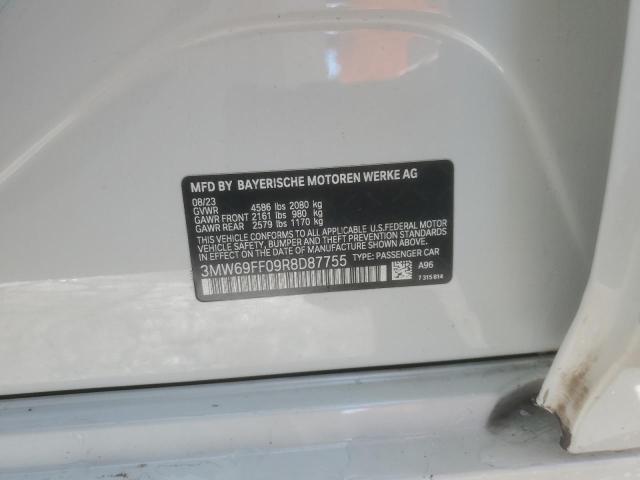 MFD BY BAYERISCHE MOTOREN WERKE AG
08/23
GVWR 4586 lbs 2080 kg
GAWR FRONT 2161 lbs 980 kg
GAWR REAR 2579 lbs 1170 kg
THIS VEHICLE CONFORMS TO ALL APPLICABLE U.S.FEDERAL MOTOR
VEHICLE SAFETY, BUMPER, AND THEFT PREVENTION STANDARDS IN
EFFECT ON THE DATE OF MANUFACTURE SHOWN ABOVE.
3MW69FF09R8D87755 TYPE: PASSENGER CAR
A96
7 315 814